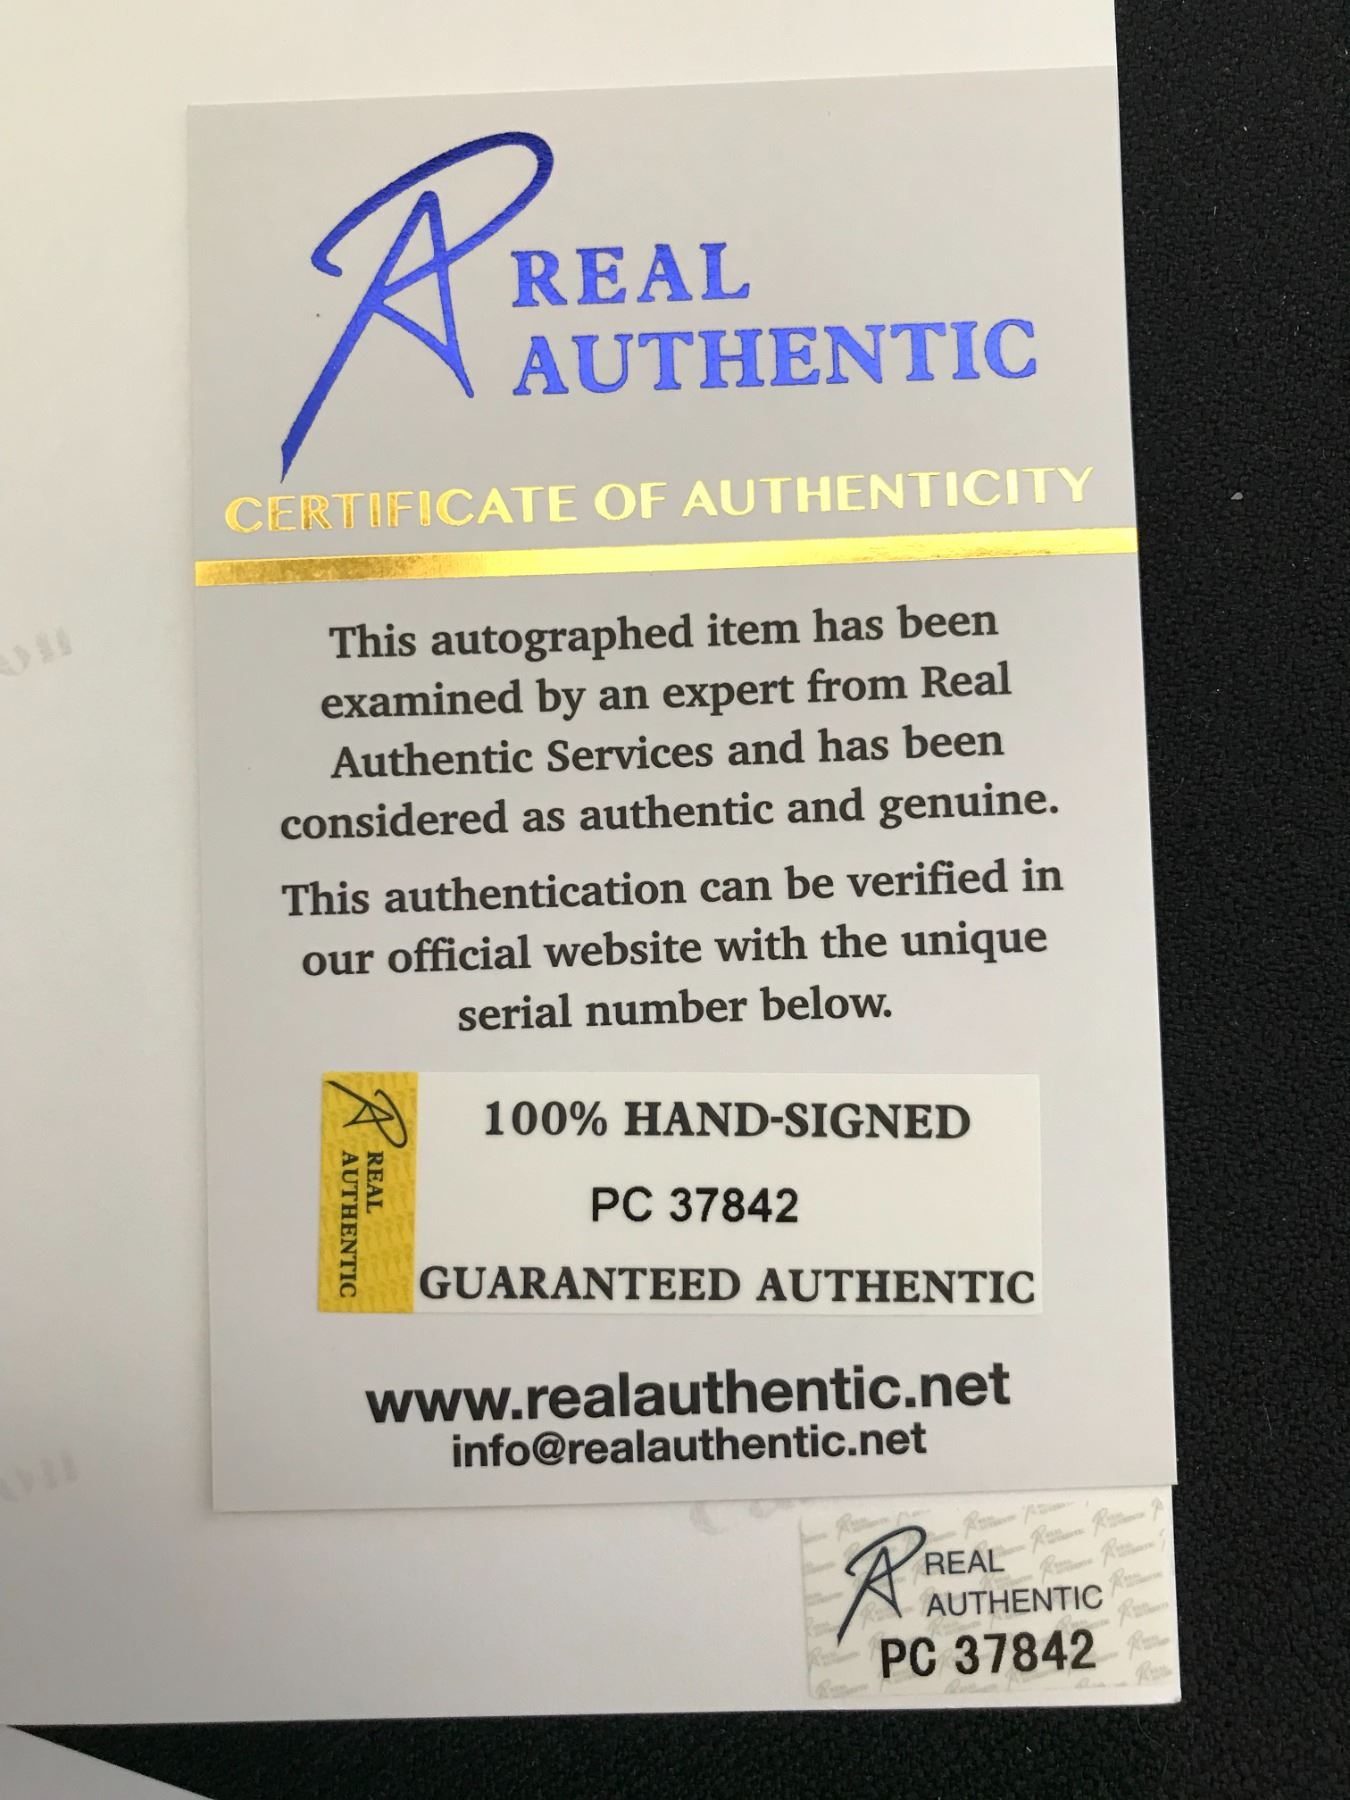 REAL
AUTHENTIC
CERTIFICATE OF AUTHENTICITY
This autographed item has been
examined by an expert from Real
Authentic Services and has been
considered as authentic and genuine.
This authentication can be verified in
our official website with the unique
serial number below.
REAL
AUTHENTIC
100% HAND-SIGNED
PC 37842
GUARANTEED AUTHENTIC
www.realauthentic.net
info@realauthentic.net
REAL
AUTHENTIC
PC 37842